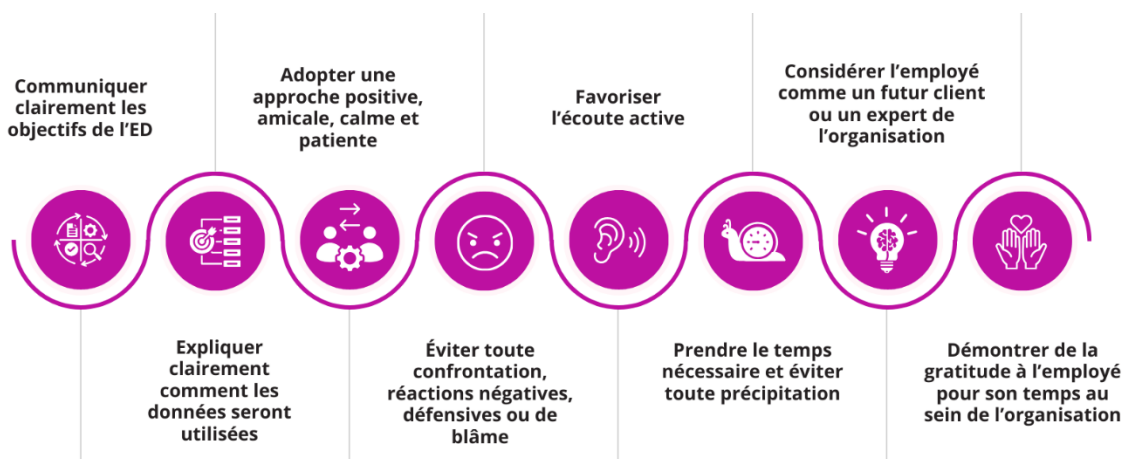 Communiquer
clairement les
objectifs de l'ED
Expliquer
clairement
comment les
données seront
utilisées
Adopter une
approche positive,
amicale, calme et
patiente
Éviter toute
confrontation,
réactions négatives,
défensives ou de
blâme
Favoriser
l'écoute active
Prendre le temps
nécessaire et éviter
toute précipitation
Considérer l'employé
comme un futur client
ou un expert de
l'organisation
Démontrer de la
gratitude à l'employé
pour son temps au
sein de l'organisation